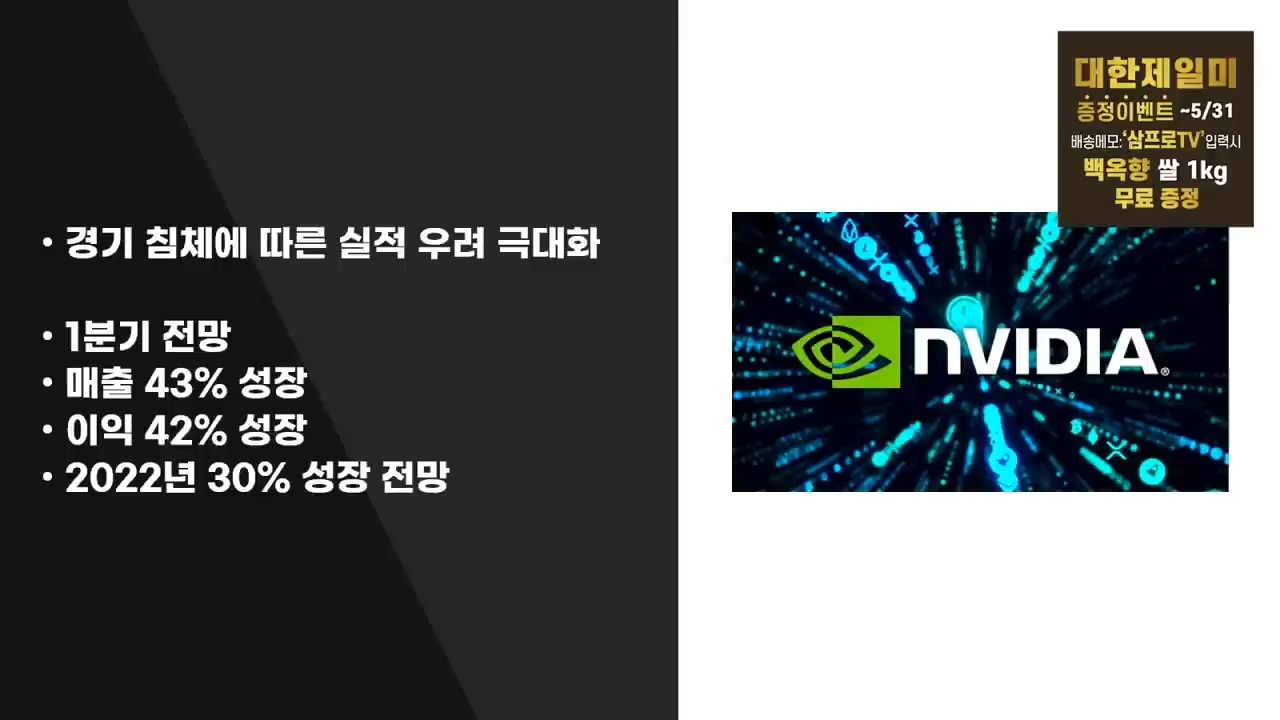 • 경기 침체에 따른 실적 우려 극대화
• 1분기 전망
• 매출 43% 성장
• 이익 42% 성장
• 2022년 30% 성장 전망
대한제일미
증정이벤트 ~5/31
배송메모:‘삼프로TV’입력시
백옥향 쌀 1kg
무료 증정
nVIDIA®